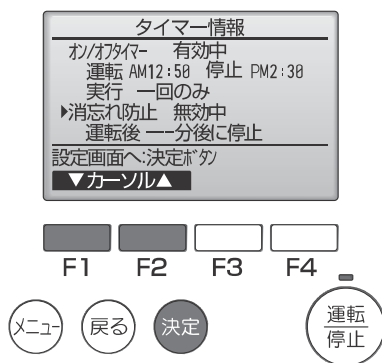 タイマー情報
オン/オフタイマー 有効中
運転 AM12:50 停止 PM2:30
実行 一回のみ
▶消忘れ防止 無効中
運転後 ーー分後に停止
設定画面へ:決定ボタン
▼カーソル▲
F1 F2 F3 F4
メニュー 戻る 決定
運転
停止